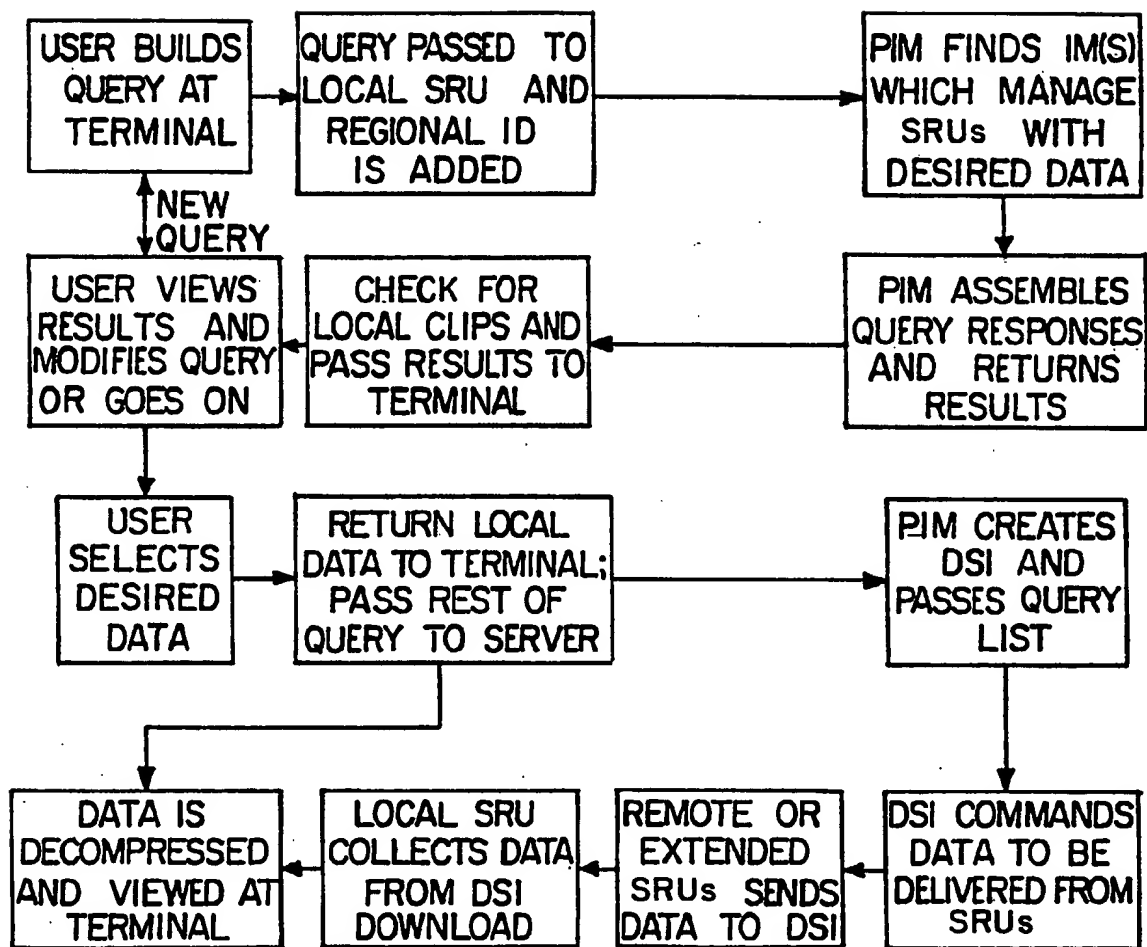 USER BUILDS
QUERY AT
TERMINAL
QUERY PASSED TO
LOCAL SRU AND
REGIONAL ID
IS ADDED
PIM FINDS IM(S)
WHICH MANAGE
SRUs WITH
DESIRED DATA
NEW
QUERY
USER VIEWS
RESULTS AND
MODIFIES QUERY
OR GOES ON
CHECK FOR
LOCAL CLIPS AND
PASS RESULTS TO
TERMINAL
PIM ASSEMBLES
QUERY RESPONSES
AND RETURNS
RESULTS
USER
SELECTS
DESIRED
DATA
RETURN LOCAL
DATA TO TERMINAL;
PASS REST OF
QUERY TO SERVER
PIM CREATES
DSI AND
PASSES QUERY
LIST
DATA IS
DECOMPRESSED
AND VIEWED AT
TERMINAL
LOCAL SRU
COLLECTS DATA
FROM DSI
DOWNLOAD
REMOTE OR
EXTENDED
SRUs SENDS
DATA TO DSI
DSI COMMANDS
DATA TO BE
DELIVERED FROM
SRUs